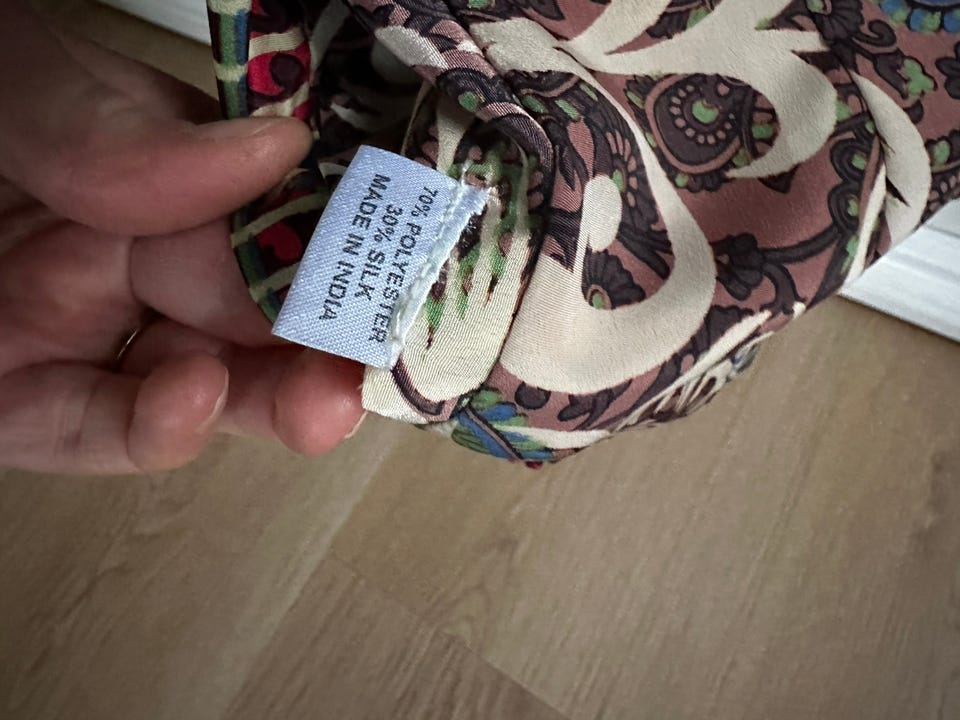 70% POLYESTER
30% SILK
MADE IN INDIA